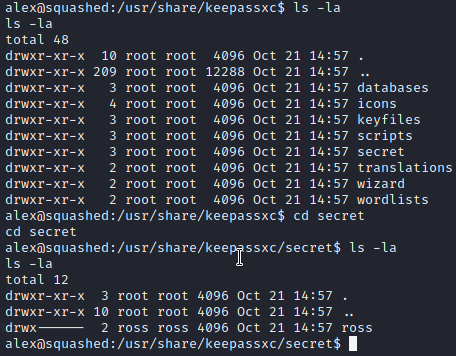 alex@squashed:/usr/share/keepassxc$ ls -la
ls -la
total 48
drwxr-xr-x  10 root root  4096 Oct 21 14:57 .
drwxr-xr-x 209 root root 12288 Oct 21 14:57 ..
drwxr-xr-x   3 root root  4096 Oct 21 14:57 databases
drwxr-xr-x   4 root root  4096 Oct 21 14:57 icons
drwxr-xr-x   3 root root  4096 Oct 21 14:57 keyfiles
drwxr-xr-x   3 root root  4096 Oct 21 14:57 scripts
drwxr-xr-x   3 root root  4096 Oct 21 14:57 secret
drwxr-xr-x   2 root root  4096 Oct 21 14:57 translations
drwxr-xr-x   2 root root  4096 Oct 21 14:57 wizard
drwxr-xr-x   2 root root  4096 Oct 21 14:57 wordlists
alex@squashed:/usr/share/keepassxc$ cd secret
cd secret
alex@squashed:/usr/share/keepassxc/secret$ ls -la
ls -la
total 12
drwxr-xr-x  3 root root 4096 Oct 21 14:57 .
drwxr-xr-x 10 root root 4096 Oct 21 14:57 ..
drwx------  2 ross ross 4096 Oct 21 14:57 ross
alex@squashed:/usr/share/keepassxc/secret$